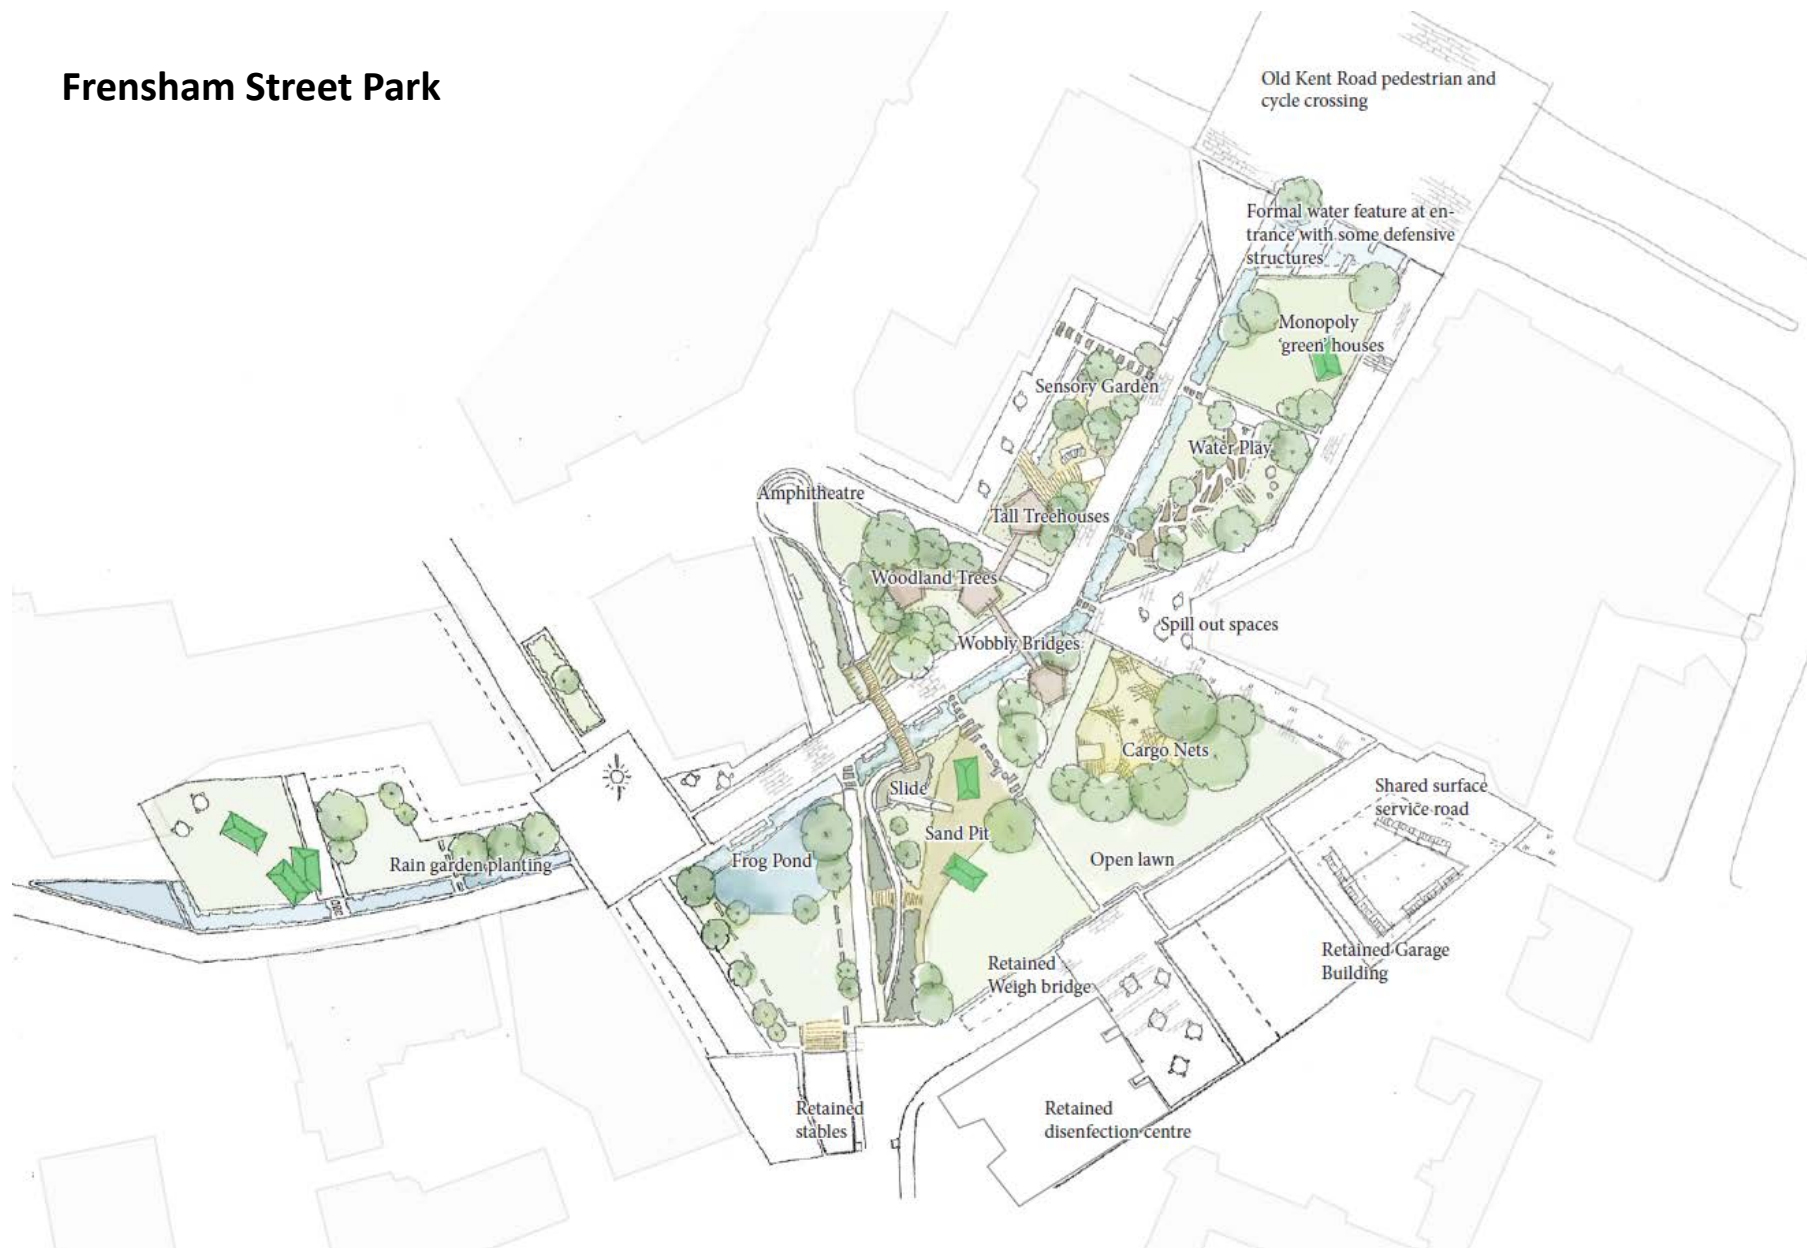 Frensham Street Park
Old Kent Road pedestrian and
cycle crossing
Formal water feature at en-
trance with some defensive
structures
Monopoly
'green' houses
Sensory Garden
Water Play
Amphitheatre
Tall Treehouses
Woodland Trees
Spill out spaces
Wobbly Bridges
Cargo Nets
Slide
Shared surface
service road
Sand Pit
Rain garden planting
Frog Pond
Open lawn
Retained
Weigh bridge
Retained Garage
Building
Retained
stables
Retained
disenfection centre